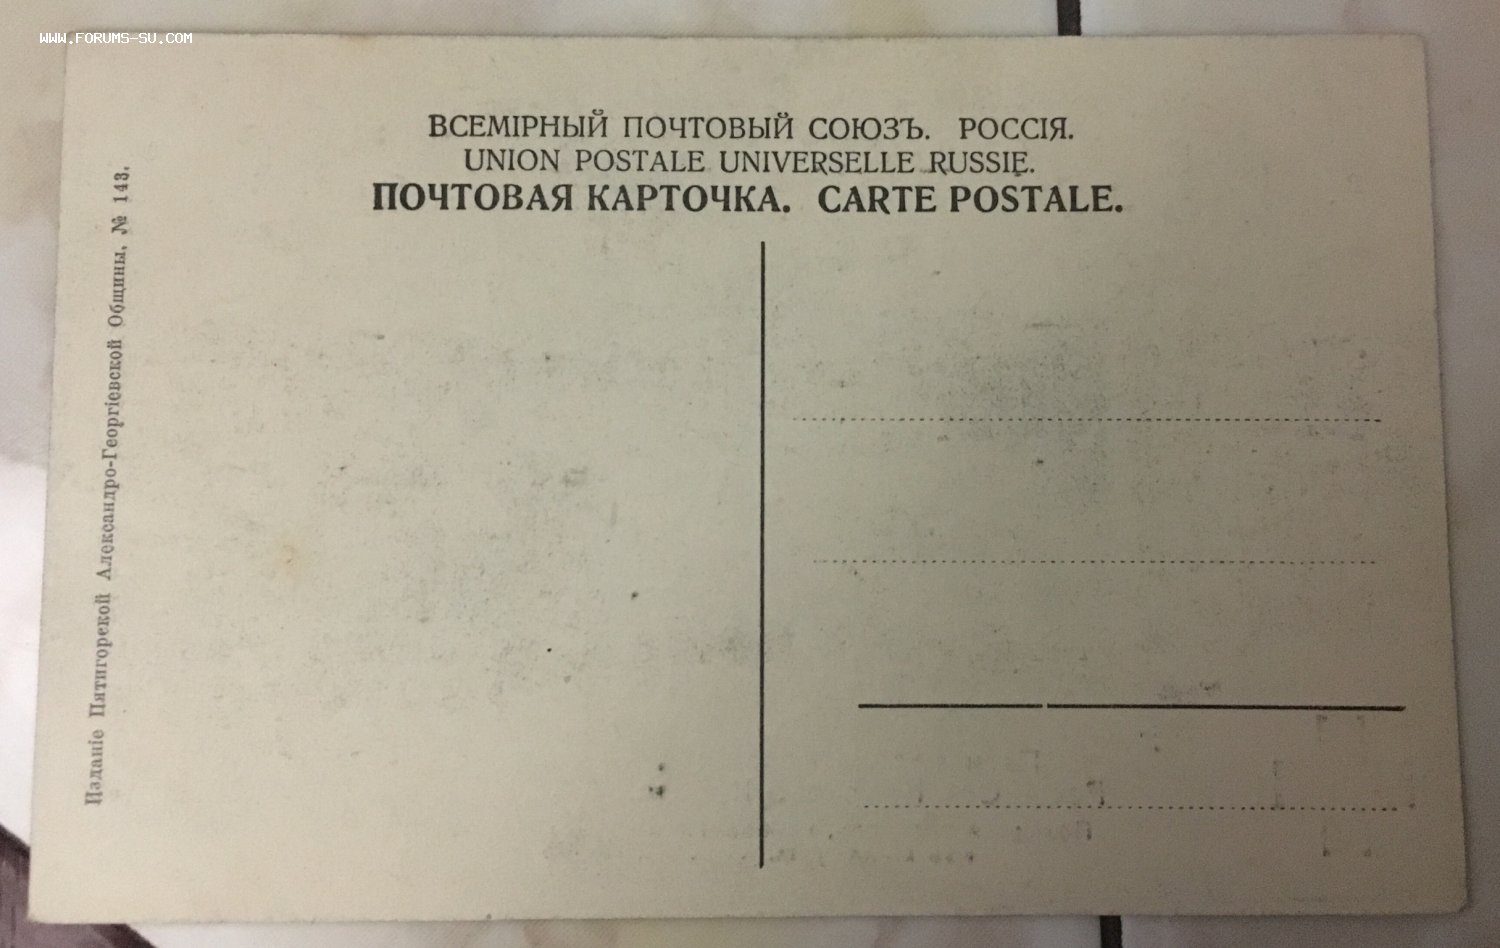 WWW.FORUMS-SU.COM
ВСЕМІРНЫЙ ПОЧТОВЫЙ СОЮЗЪ. РОССІЯ.
UNION POSTALE UNIVERSELLE RUSSIE.
ПОЧТОВАЯ КАРТОЧКА. CARTE POSTALE.
Изданіе Пятигорской Александро-Георгіевской Общины, № 143.